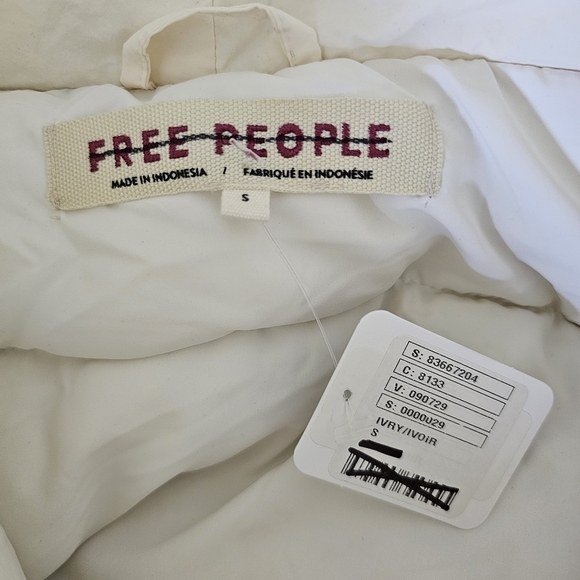 FREE PEOPLE
MADE IN INDONESIA / FABRIQUÉ EN INDONÉSIE
S
S: 83667204
C: 8133
V: 090729
S: 0000029
IVRY/IVOIR
S